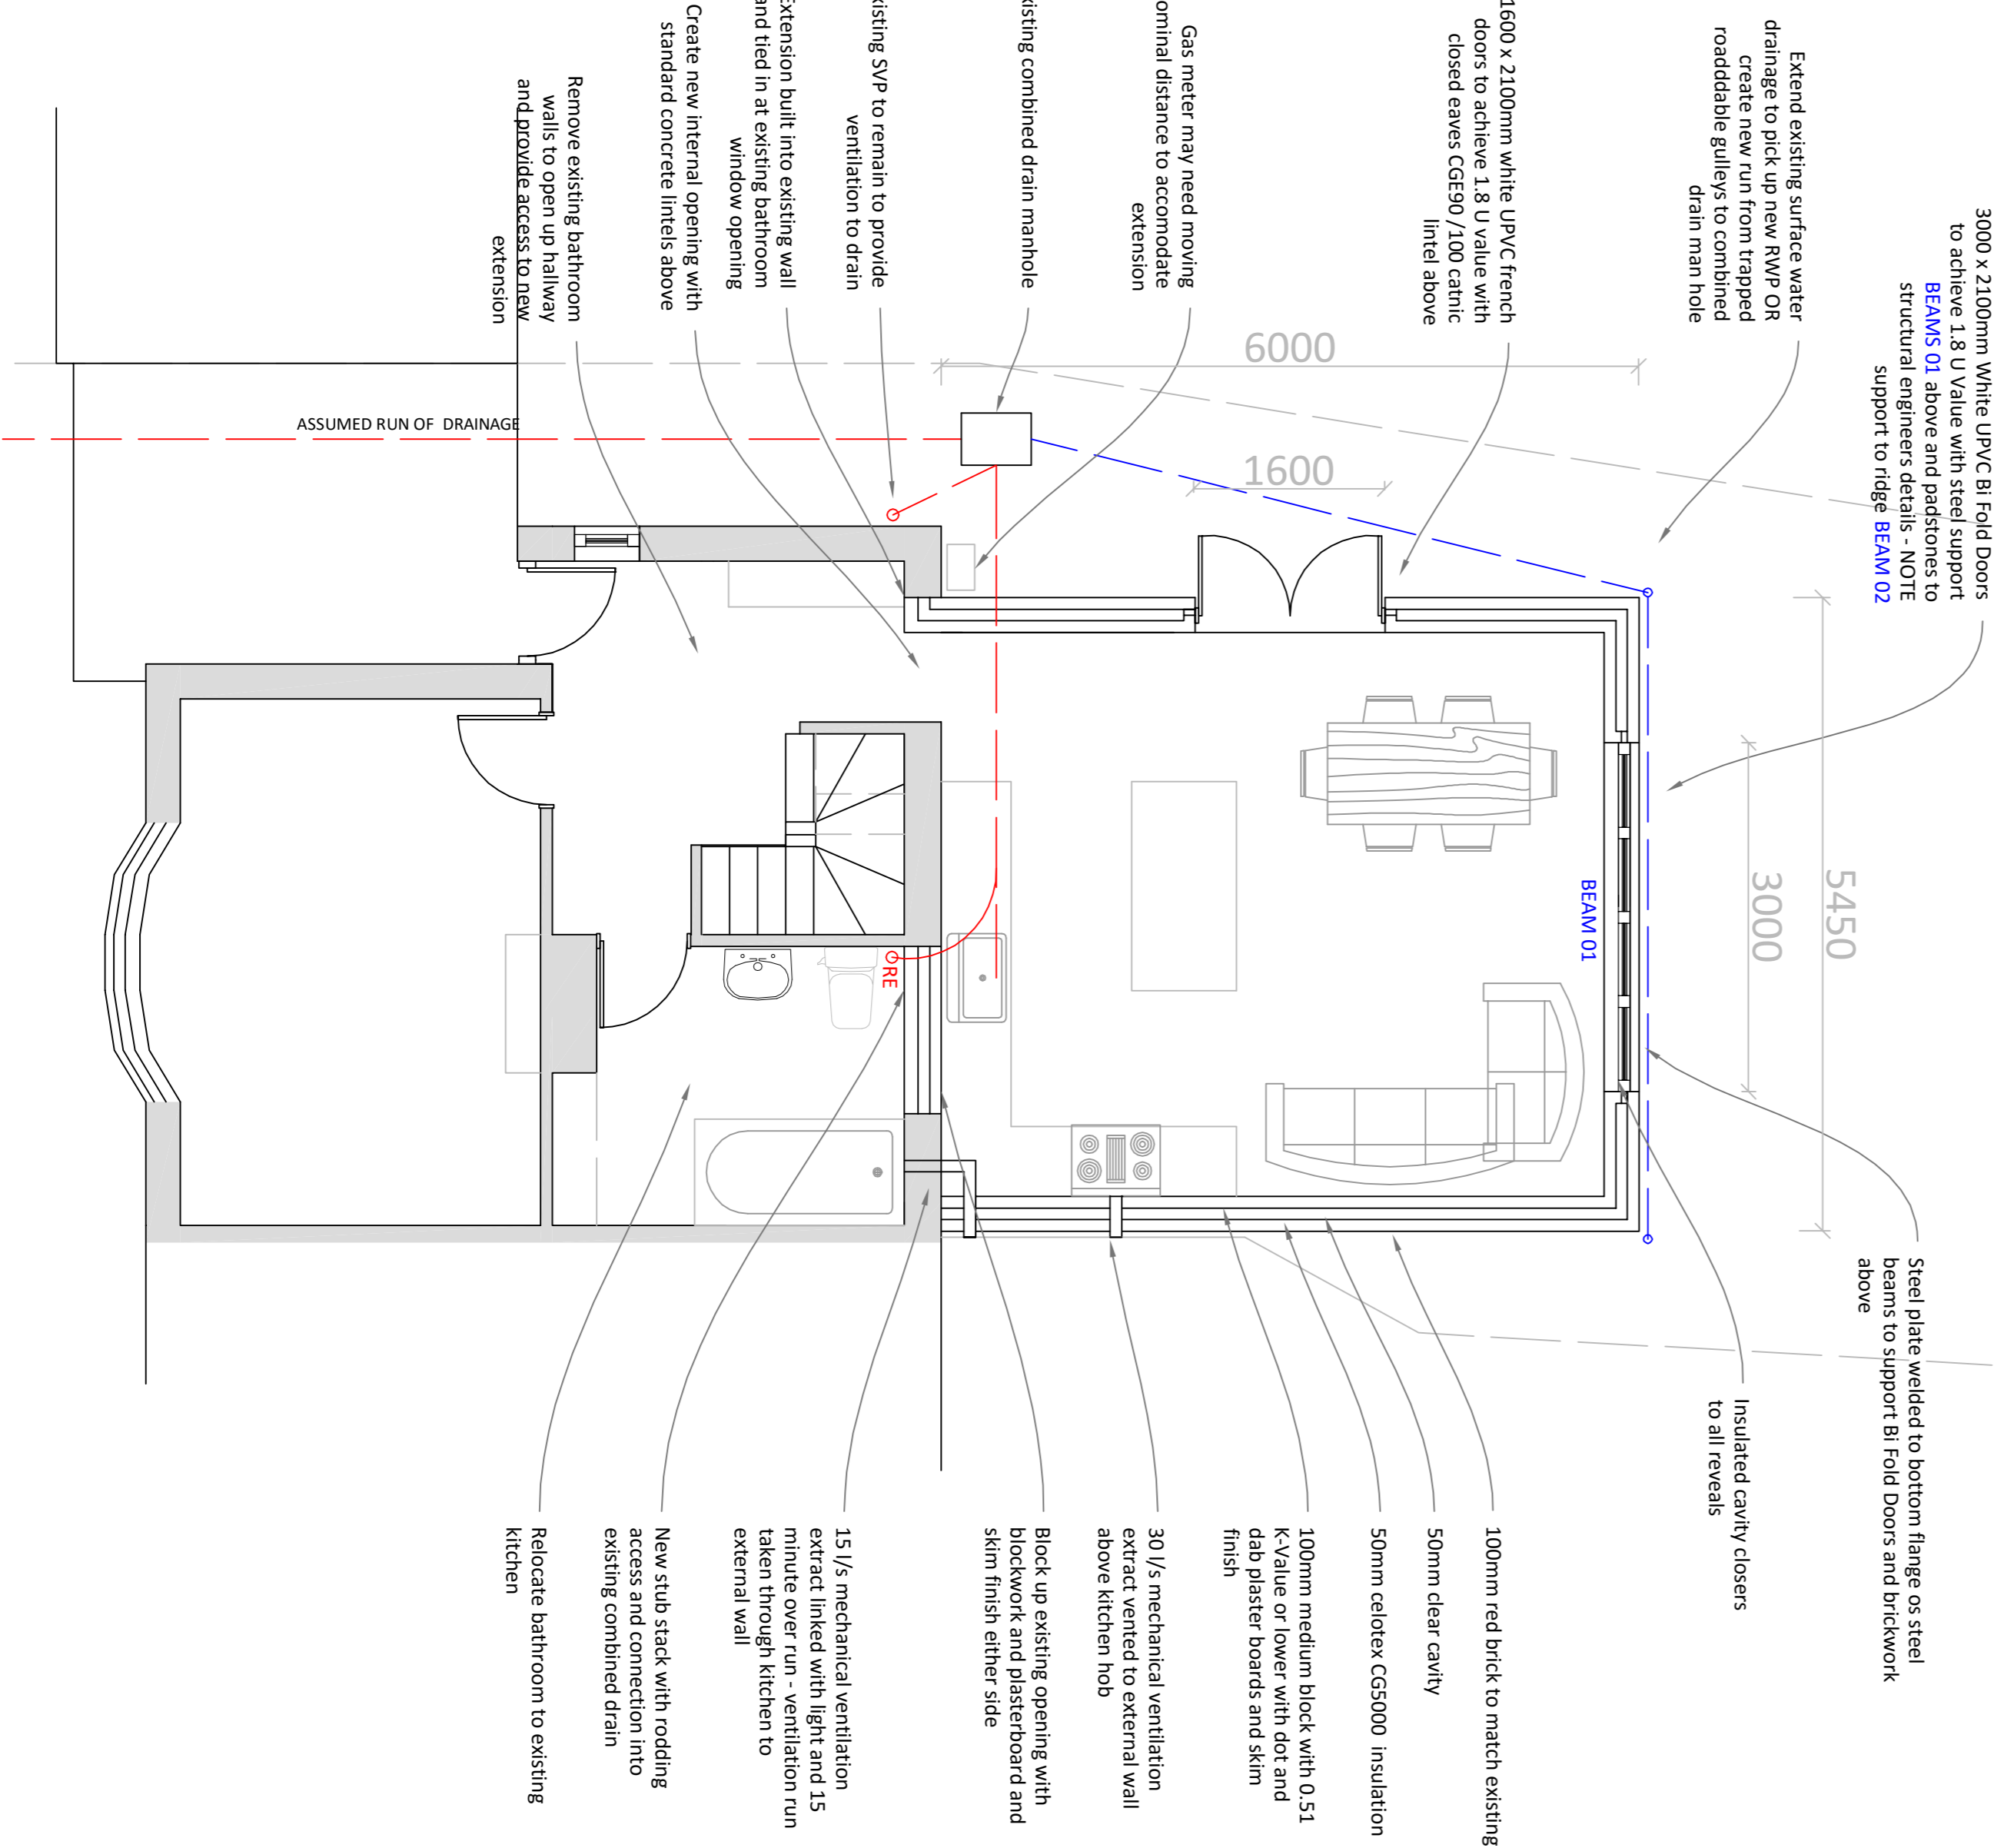 3000 x 2100mm White UPVC Bi Fold Doors
to achieve 1.8 U Value with steel support
BEAMS 01 above and padstones to
structural engineers details - NOTE
support to ridge BEAM 02
Extend existing surface water
drainage to pick up new RWP OR
create new run from trapped
roadddable gulleys to combined
drain man hole
1600 x 2100mm white UPVC french
doors to achieve 1.8 U value with
closed eaves CGE90 /100 catnic
lintel above
Gas meter may need moving
ominal distance to accomodate
extension
xisting combined drain manhole
xisting SVP to remain to provide
ventilation to drain
Extension built into existing wall
and tied in at existing bathroom
window opening
Create new internal opening with
standard concrete lintels above
Remove existing bathroom
walls to open up hallway
and provide access to new
extension
ASSUMED RUN OF DRAINAGE
6000
1600
5450
3000
BEAM 01
RE
Steel plate welded to bottom flange os steel
beams to support Bi Fold Doors and brickwork
above
Insulated cavity closers
to all reveals
100mm red brick to match existing
50mm clear cavity
50mm celotex CG5000 insulation
100mm medium block with 0.51
K-Value or lower with dot and
dab plaster boards and skim
finish
30 l/s mechanical ventilation
extract vented to external wall
above kitchen hob
Block up existing opening with
blockwork and plasterboard and
skim finish either side
15 l/s mechanical ventilation
extract linked with light and 15
minute over run - ventilation run
taken through kitchen to
external wall
New stub stack with rodding
access and connection into
existing combined drain
Relocate bathroom to existing
kitchen